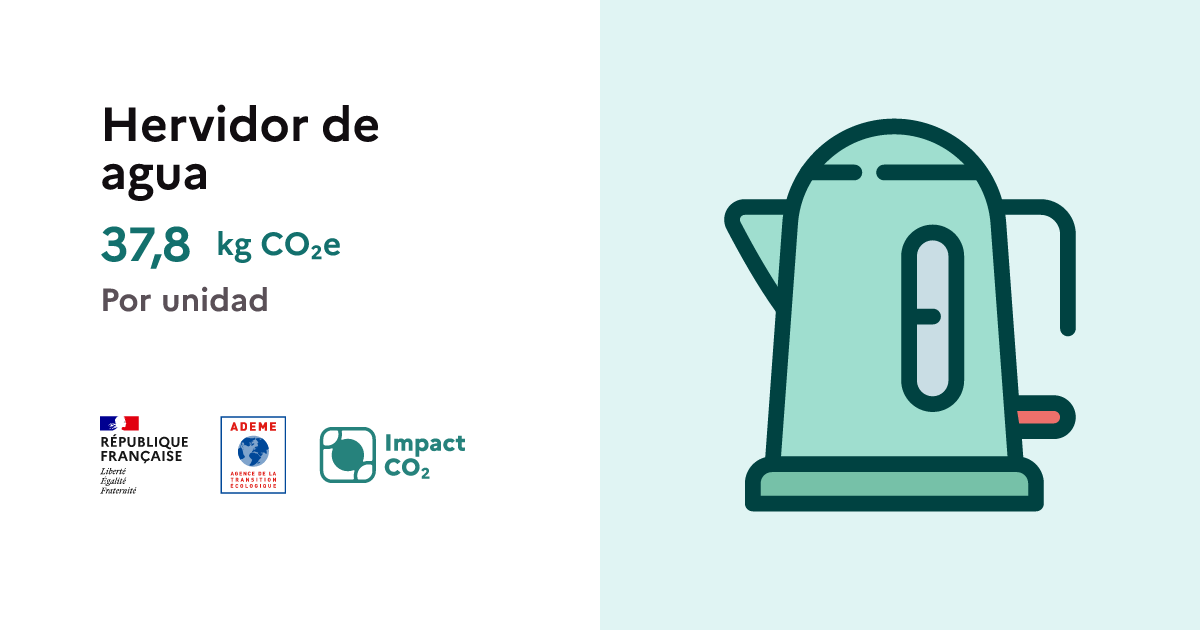 Hervidor de
agua
37,8 kg CO₂e
Por unidad
RÉPUBLIQUE
FRANÇAISE
Liberté
Égalité
Fraternité
ADEME
AGENCE DE LA
TRANSITION
ÉCOLOGIQUE
Impact
CO₂